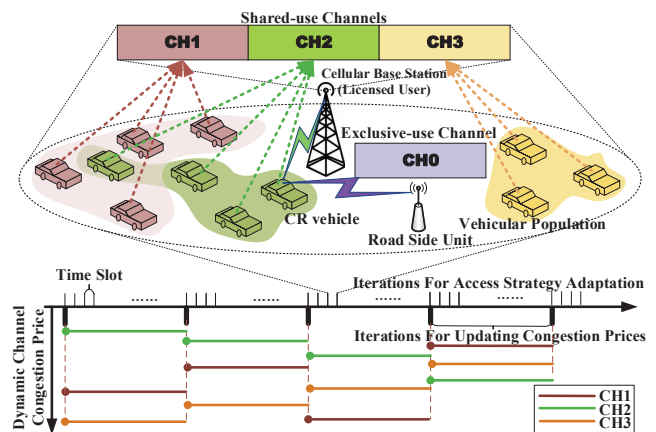 Shared-use Channels
CH1
CH2
CH3
Cellular Base Station
(Licensed User)
Exclusive-use Channel
CH0
CR vehicle
Road Side Unit
Vehicular Population
Time Slot
Iterations For Access Strategy Adaptation
......
......
......
......
Iterations For Updating Congestion Prices
Dynamic Channel
Congestion Price
CH1
CH2
CH3